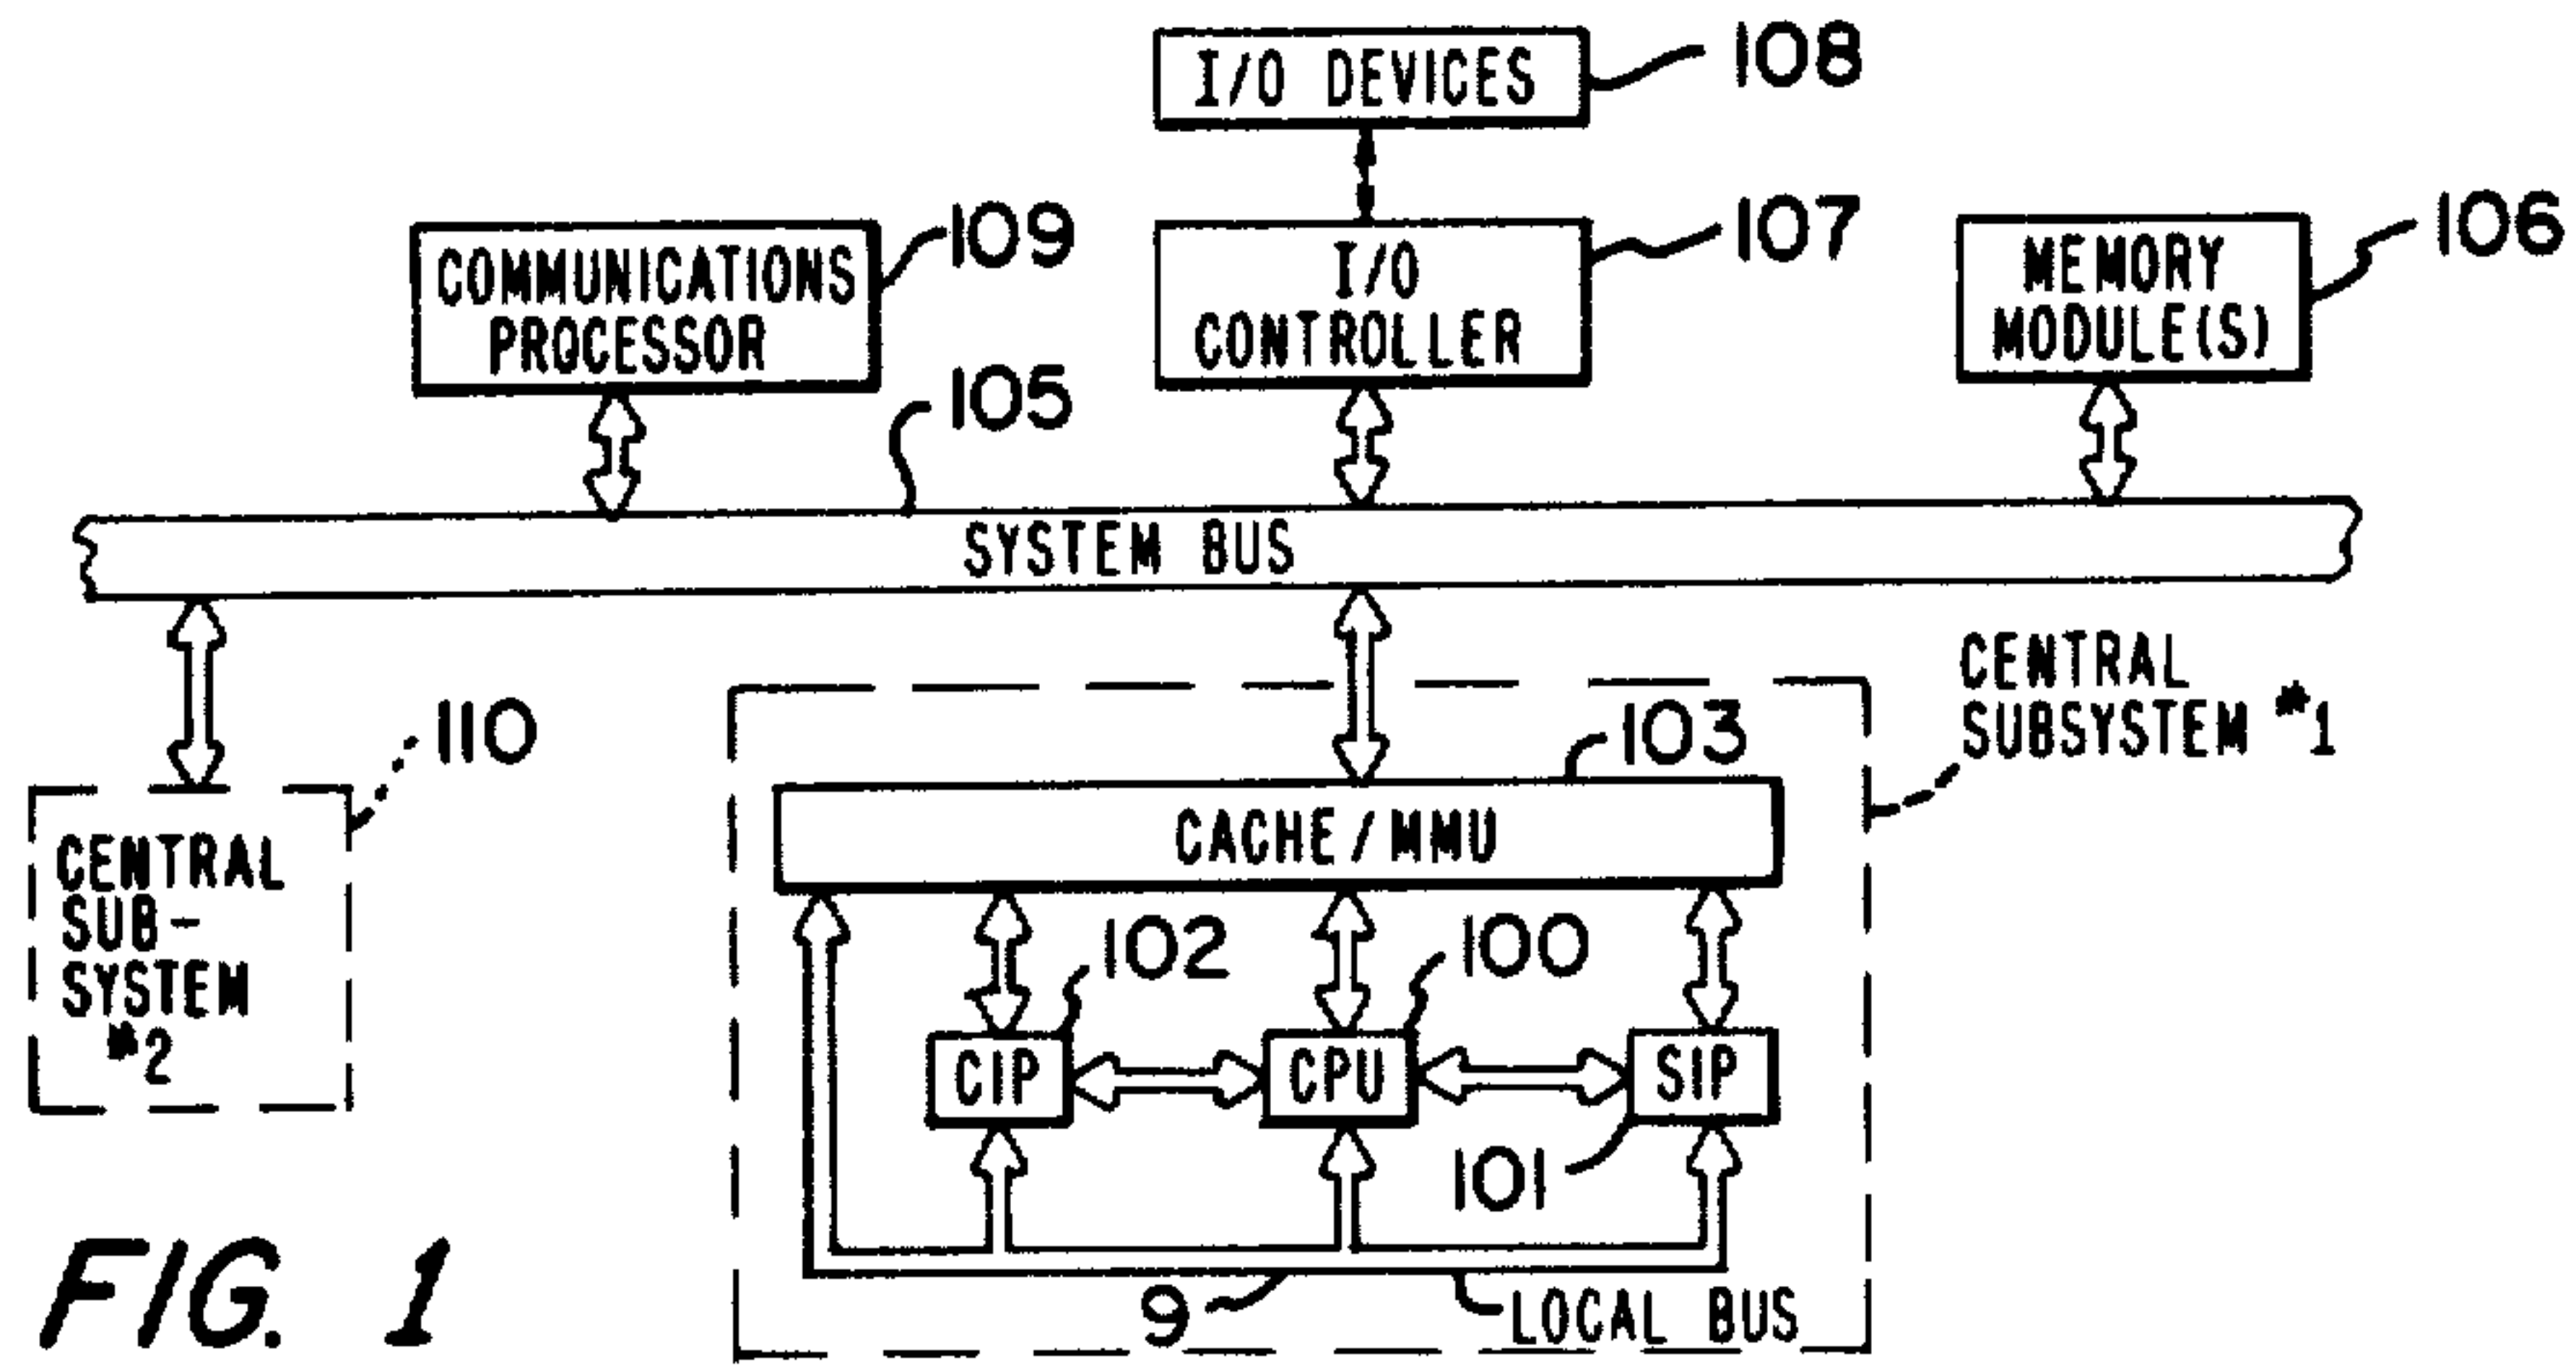 I/O DEVICES
108
COMMUNICATIONS
PROCESSOR
109
I/O
CONTROLLER
107
MEMORY
MODULE(S)
106
105
SYSTEM BUS
110
CENTRAL
SUB-
SYSTEM
#2
CENTRAL
SUBSYSTEM #1
103
CACHE/MMU
102
100
CIP
CPU
SIP
101
9
LOCAL BUS
FIG. 1